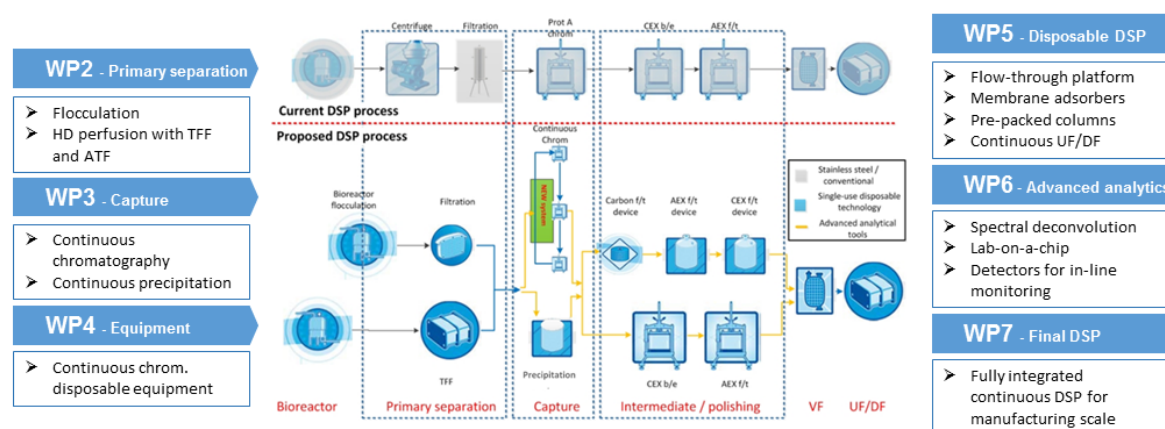 WP2 - Primary separation
Flocculation
HD perfusion with TFF
and ATF
WP3 - Capture
Continuous
chromatography
Continuous precipitation
WP4 - Equipment
Continuous chrom.
disposable equipment
Centrifuge
Filtration
Prot A
chrom
CEX b/e
AEX f/t
Current DSP process
Proposed DSP process
Continuous
Chrom
NEW system
Bioreactor
flocculation
Filtration
Carbon f/t
device
AEX f/t
device
CEX f/t
device
Stainless steel /
conventional
Single-use disposable
technology
Advanced analytical
tools
TFF
Precipitation
CEX b/e
AEX f/t
Bioreactor
Primary separation
Capture
Intermediate / polishing
VF
UF/DF
WP5 - Disposable DSP
Flow-through platform
Membrane adsorbers
Pre-packed columns
Continuous UF/DF
WP6 - Advanced analytics
Spectral deconvolution
Lab-on-a-chip
Detectors for in-line
monitoring
WP7 - Final DSP
Fully integrated
continuous DSP for
manufacturing scale